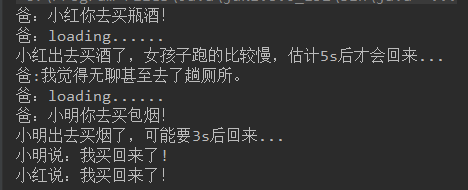 爸：小红你去买瓶酒！
爸：loading......
小红出去买酒了，女孩子跑的比较慢，估计5s后才会回来...
爸:我觉得无聊甚至去了趟厕所。
爸：loading......
爸：小明你去买包烟！
小明出去买烟了，可能要3s后回来...
小明说：我买回来了！
小红说：我买回来了！